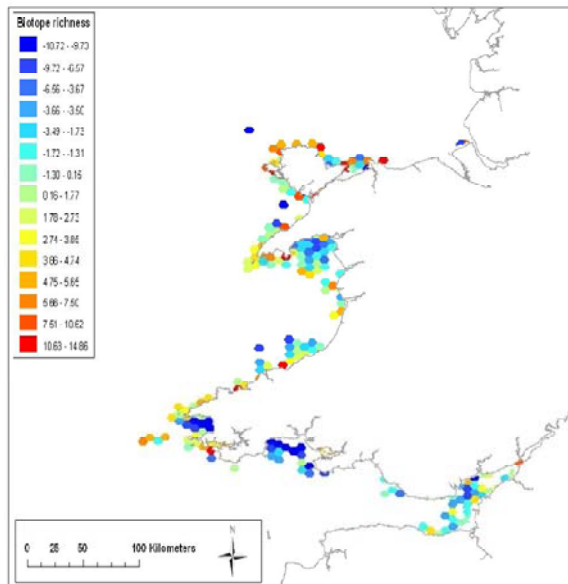 Biotope richness
-10.72 - -9.73
-9.72 - -6.57
-6.56 - -3.67
-3.66 - -3.50
-3.49 - -1.73
-1.72 - -1.31
-1.30 - 0.15
0.16 - 1.77
1.78 - 2.73
2.74 - 3.85
3.86 - 4.74
4.75 - 5.65
5.66 - 7.50
7.51 - 10.62
10.63 - 14.86
N
0 25 50 100 Kilometers